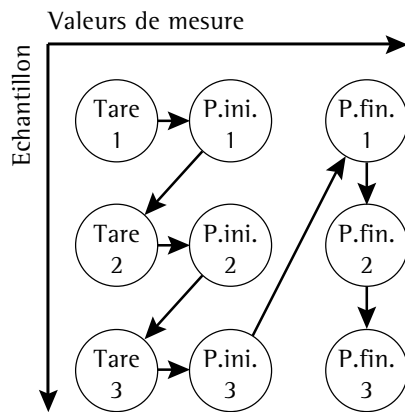 Valeurs de mesure
Echantillon
Tare
1
P.ini.
1
P.fin.
1
Tare
2
P.ini.
2
P.fin.
2
Tare
3
P.ini.
3
P.fin.
3